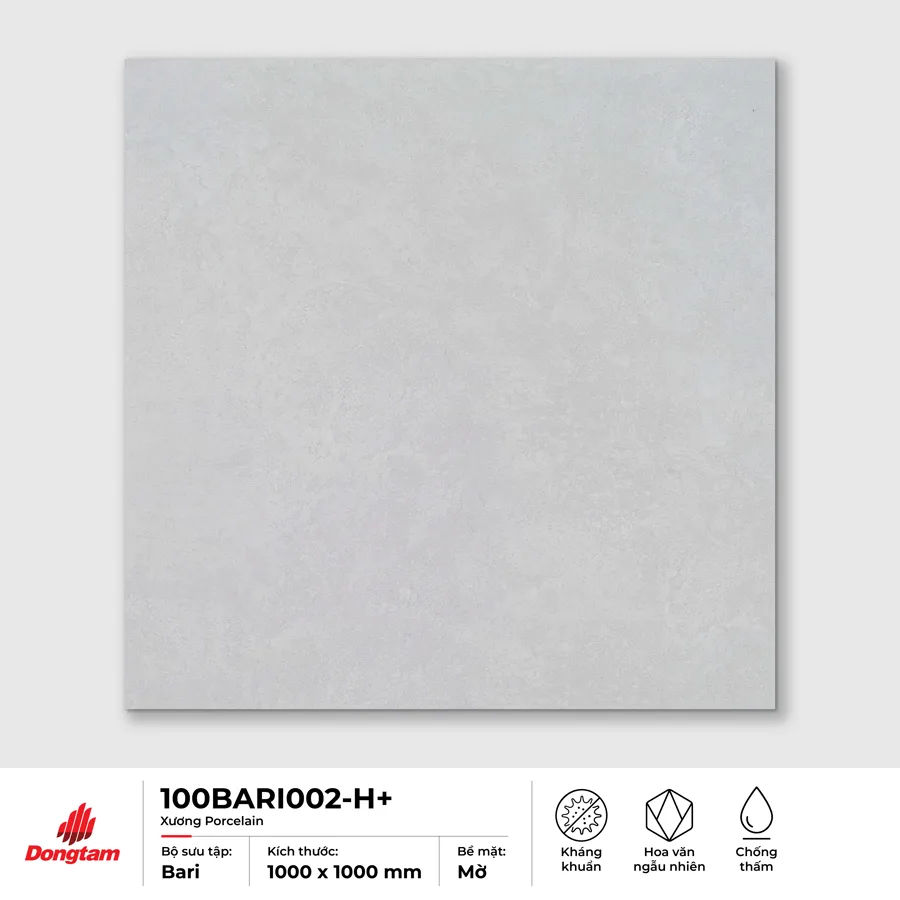 Dongtam
100BARI002-H+
Xương Porcelain
Bộ sưu tập:
Bari
Kích thước:
1000 x 1000 mm
Bề mặt:
Mờ
Kháng
khuẩn
Hoa văn
ngẫu nhiên
Chống
thấm